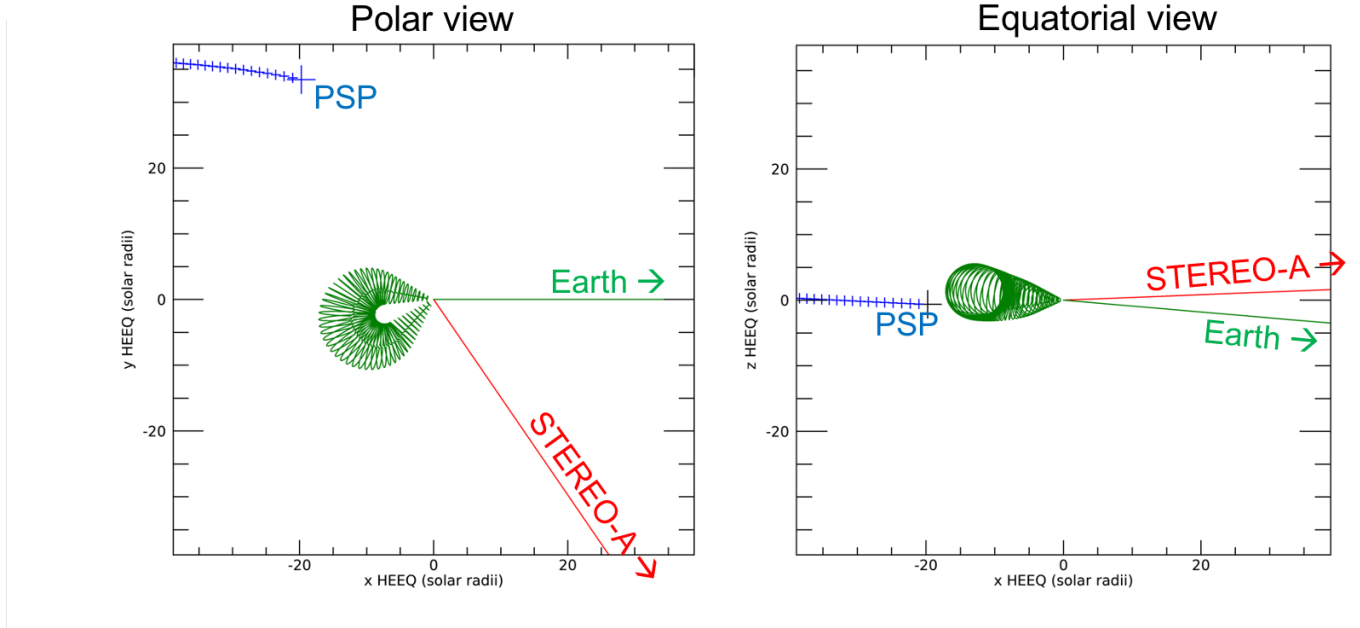 Polar view
Equatorial view
PSP
Earth →
STEREO-A →
20
0
-20
y HEEQ (solar radii)
-20
0
20
x HEEQ (solar radii)
PSP
STEREO-A →
Earth →
20
0
-20
z HEEQ (solar radii)
-20
0
20
x HEEQ (solar radii)